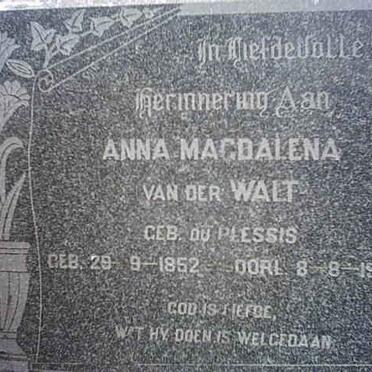 In Liefdevolle
Herinnering Aan
ANNA MAGDALENA
VAN DER WALT
GEB. DU PLESSIS
GEB. 29-9-1852 OORL. 8-8-19
GOD IS LIEFDE,
WAT HY DOEN IS WELGEDAAN